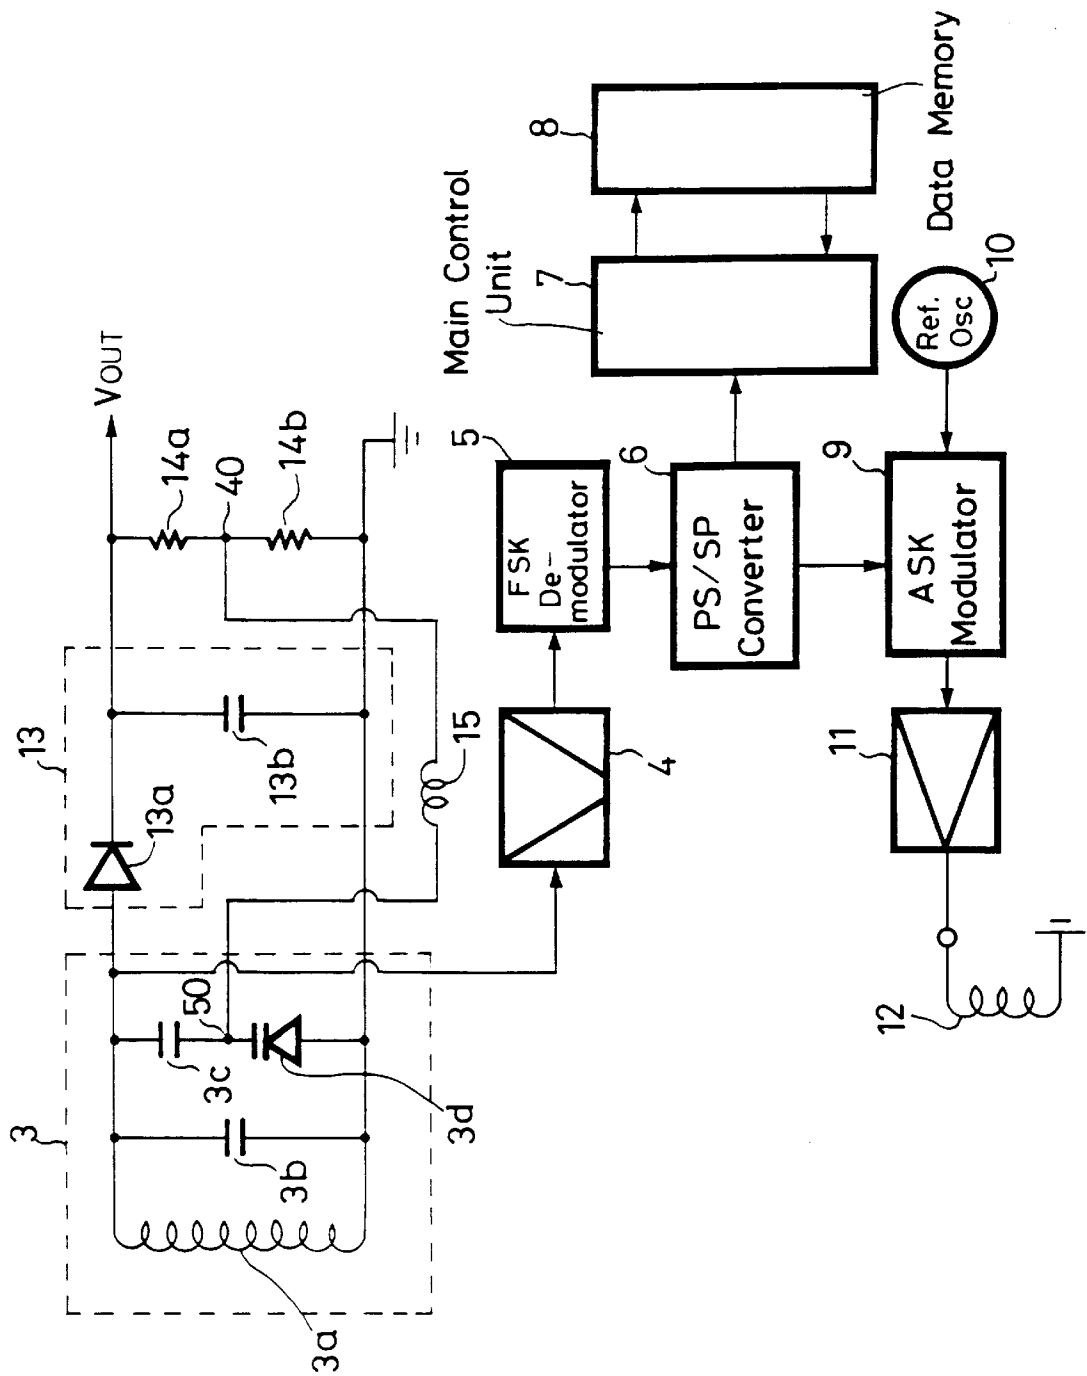 3
13
13a
VOUT
3c
50
14a
40
14b
3b
3d
13b
3a
15
Main Control
Unit
5
FSK
De-
modulator
4
6
PS/SP
Converter
7
8
Data Memory
9
ASK
Modulator
10
Ref.
Osc
11
12